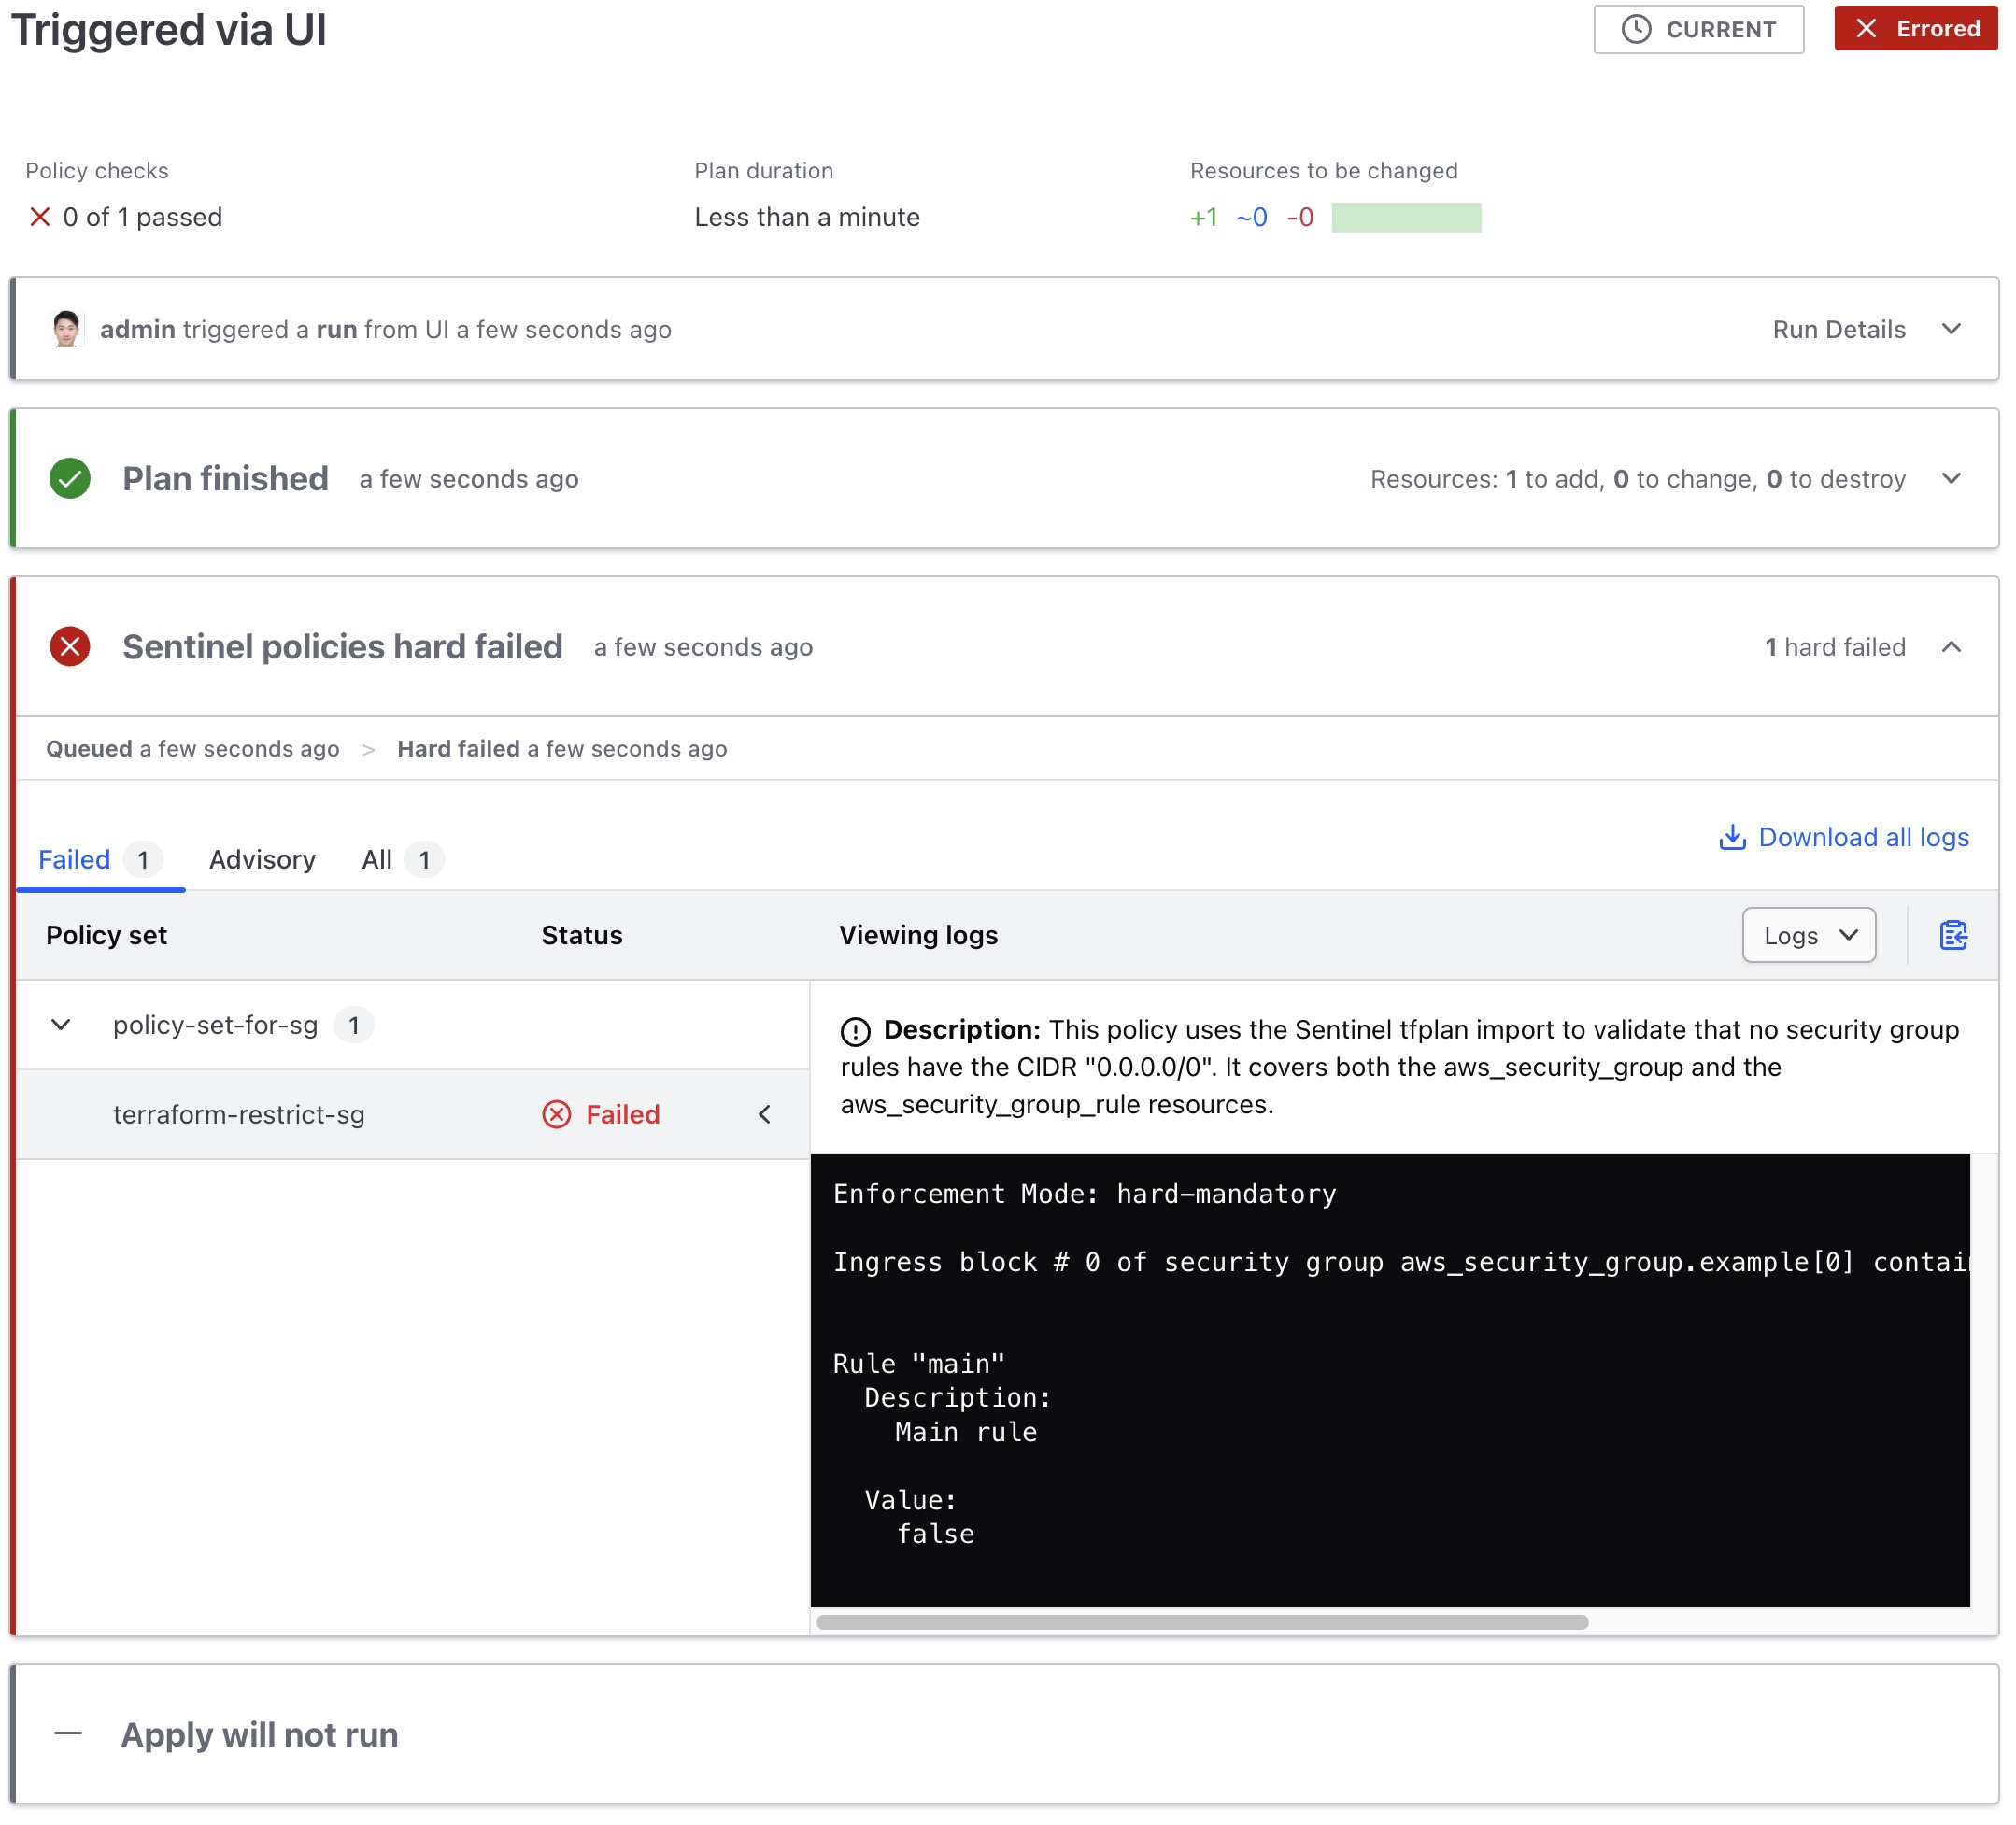 Triggered via UI
CURRENT
Errored
Policy checks
Plan duration
Resources to be changed
0 of 1 passed
Less than a minute
+1 ~0 -0
admin triggered a run from UI a few seconds ago
Run Details
Plan finished a few seconds ago
Resources: 1 to add, 0 to change, 0 to destroy
Sentinel policies hard failed a few seconds ago
1 hard failed
Queued a few seconds ago > Hard failed a few seconds ago
Download all logs
Failed 1
Advisory
All 1
Policy set
Status
Viewing logs
Logs
policy-set-for-sg 1
terraform-restrict-sg
Failed
Description: This policy uses the Sentinel tfplan import to validate that no security group
rules have the CIDR "0.0.0.0/0". It covers both the aws_security_group and the
aws_security_group_rule resources.
Enforcement Mode: hard-mandatory
Ingress block # 0 of security group aws_security_group.example[0]
Rule "main"
Description:
Main rule
Value:
false
Apply will not run